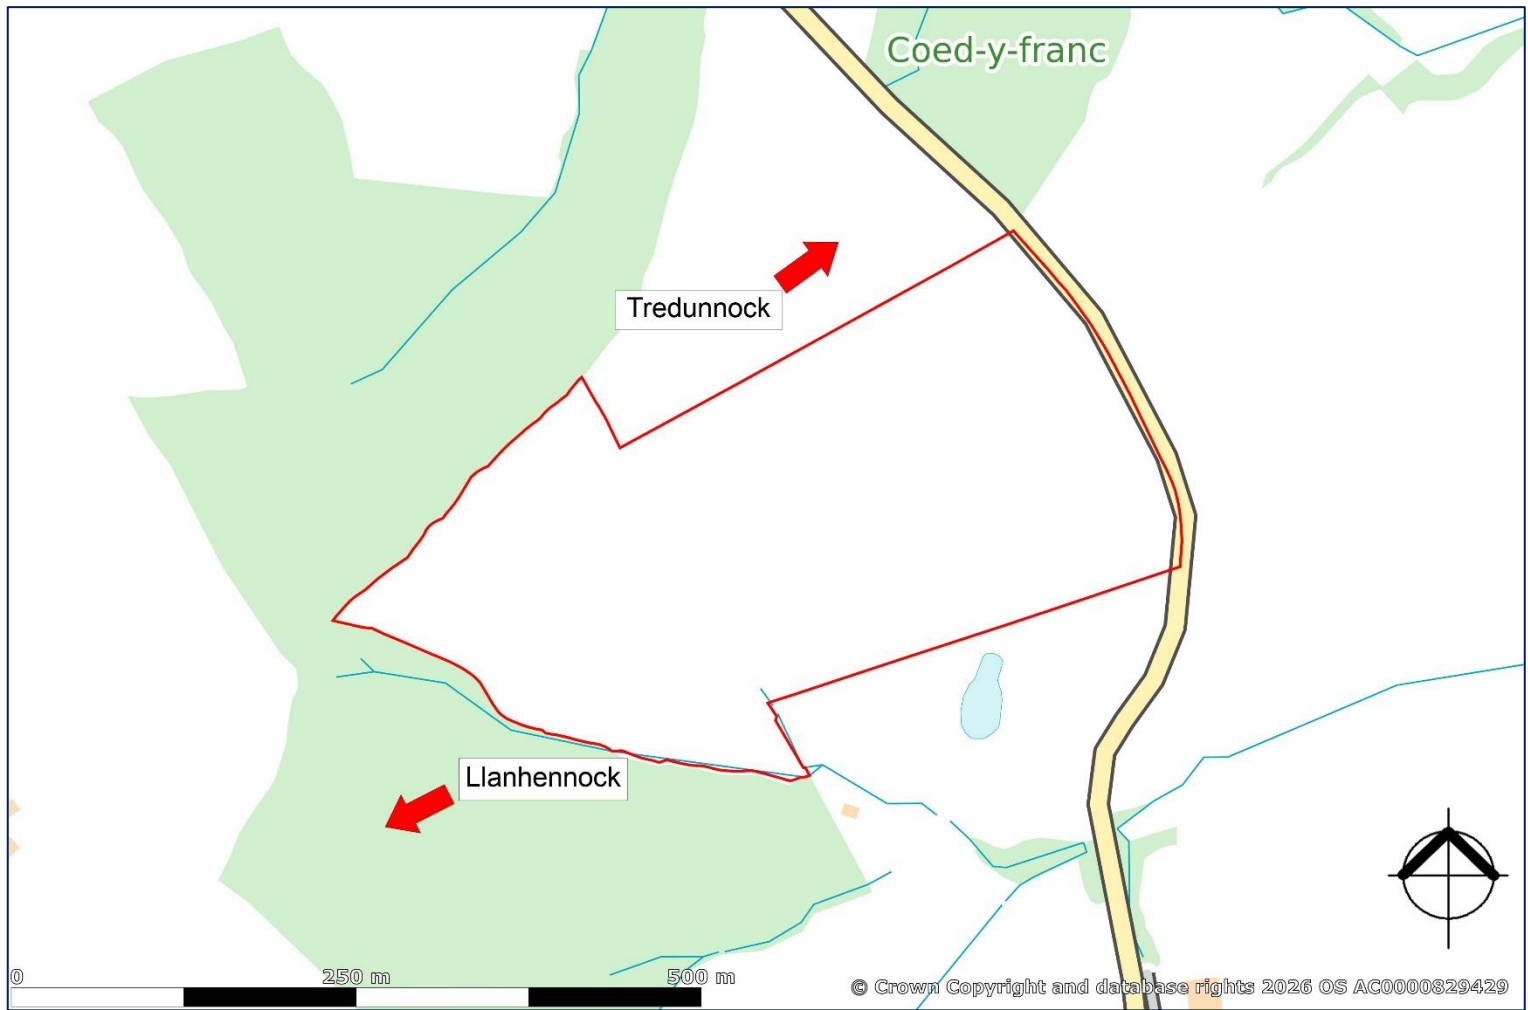 Coed-y-franc
Tredunnock
Llanhennock
0 250 m 500 m
© Crown Copyright and database rights 2026 OS AC0000829429